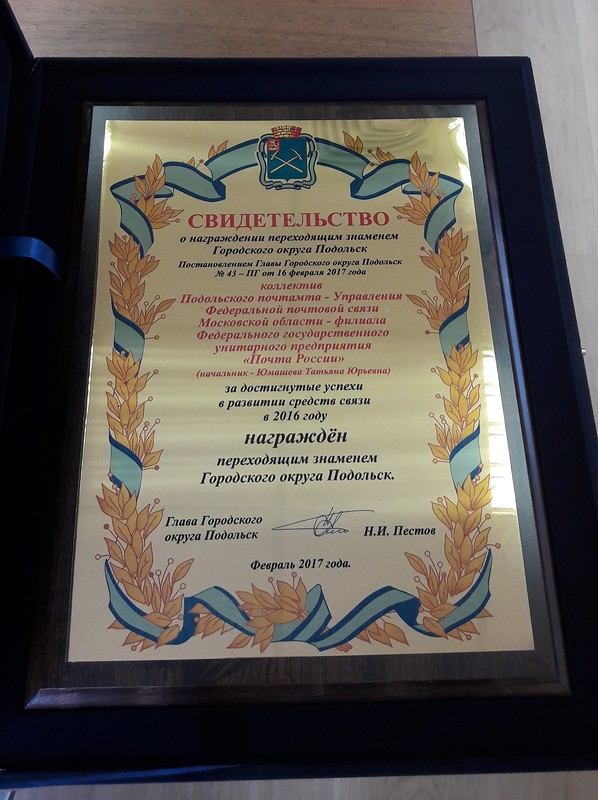 СВИДЕТЕЛЬСТВО
о награждении переходящим знаменем
Городского округа Подольск
Постановлением Главы Городского округа Подольск
№ 43 – ПГ от 16 февраля 2017 года
коллектив
Подольского почтамта - Управления
Федеральной почтовой связи
Московской области - филиала
Федерального государственного
унитарного предприятия
«Почта России»
(начальник - Юмашева Татьяна Юрьевна)
за достигнутые успехи
в развитии средств связи
в 2016 году
награждён
переходящим знаменем
Городского округа Подольск.
Глава Городского
округа Подольск
Н.И. Пестов
Февраль 2017 года.